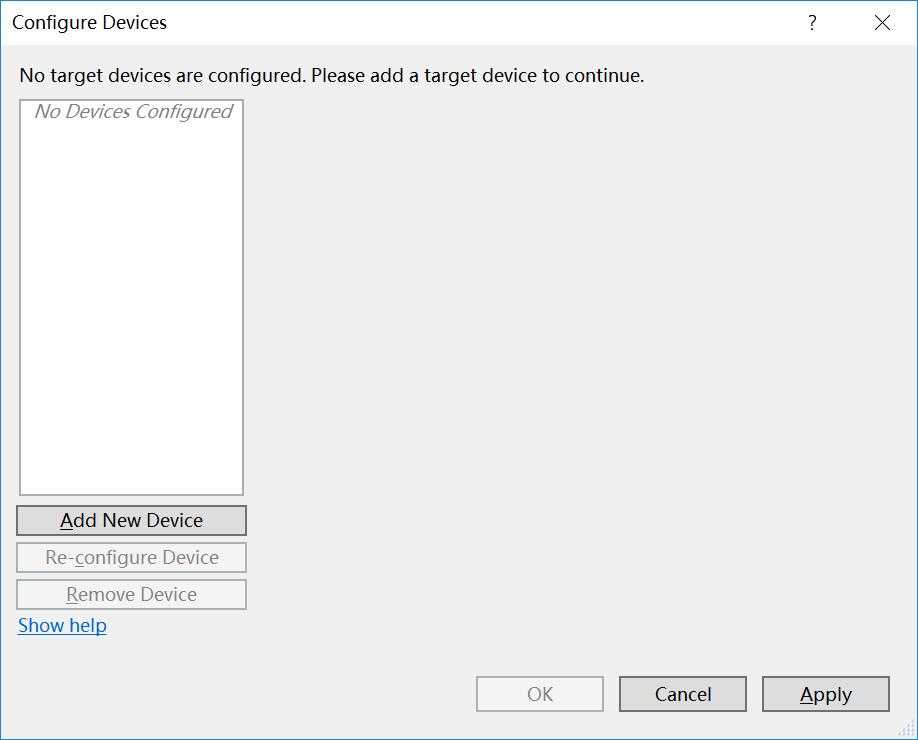 Configure Devices
?
No target devices are configured. Please add a target device to continue.
No Devices Configured
Add New Device
Re-configure Device
Remove Device
Show help
OK Cancel Apply